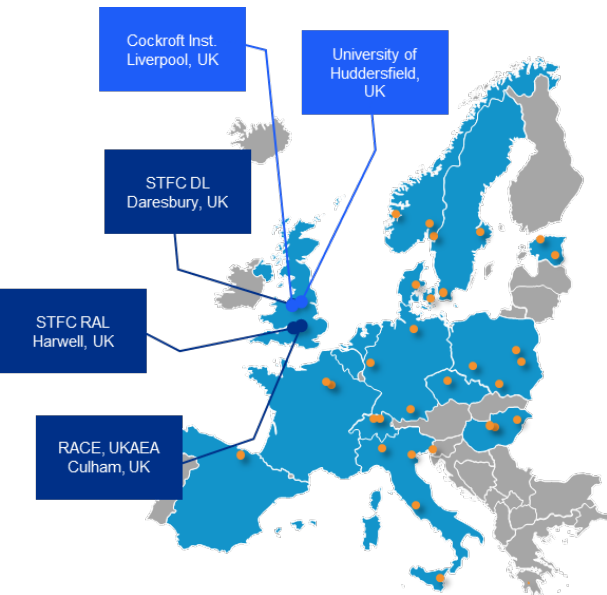 Cockroft Inst.
Liverpool, UK
University of
Huddersfield,
UK
STFC DL
Daresbury, UK
STFC RAL
Harwell, UK
RACE, UKAEA
Culham, UK